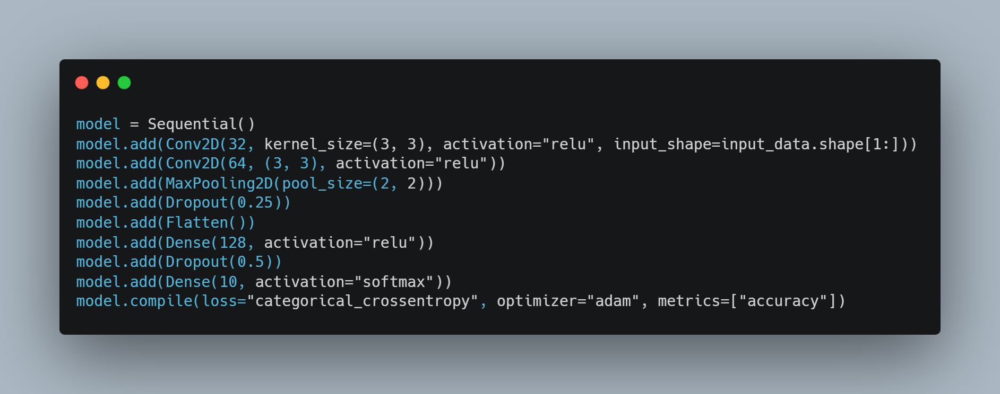 model = Sequential()
model.add(Conv2D(32, kernel_size=(3, 3), activation="relu", input_shape=input_data.shape[1:]))
model.add(Conv2D(64, (3, 3), activation="relu"))
model.add(MaxPooling2D(pool_size=(2, 2)))
model.add(Dropout(0.25))
model.add(Flatten())
model.add(Dense(128, activation="relu"))
model.add(Dropout(0.5))
model.add(Dense(10, activation="softmax"))
model.compile(loss="categorical_crossentropy", optimizer="adam", metrics=["accuracy"])